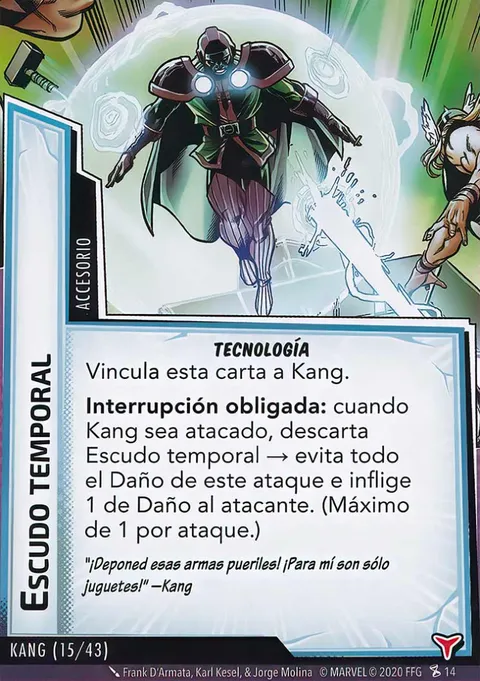 ACCESORIO
ESCUDO TEMPORAL
TECNOLOGÍA
Vincula esta carta a Kang.
Interrupción obligada: cuando
Kang sea atacado, descarta
Escudo temporal → evita todo
el Daño de este ataque e inflige
1 de Daño al atacante. (Máximo
de 1 por ataque.)
"¡Deponed esas armas pueriles! ¡Para mí son sólo
juguetes!" —Kang
KANG (15/43)
Frank D'Armata, Karl Kesel, & Jorge Molina © MARVEL © 2020 FFG 14